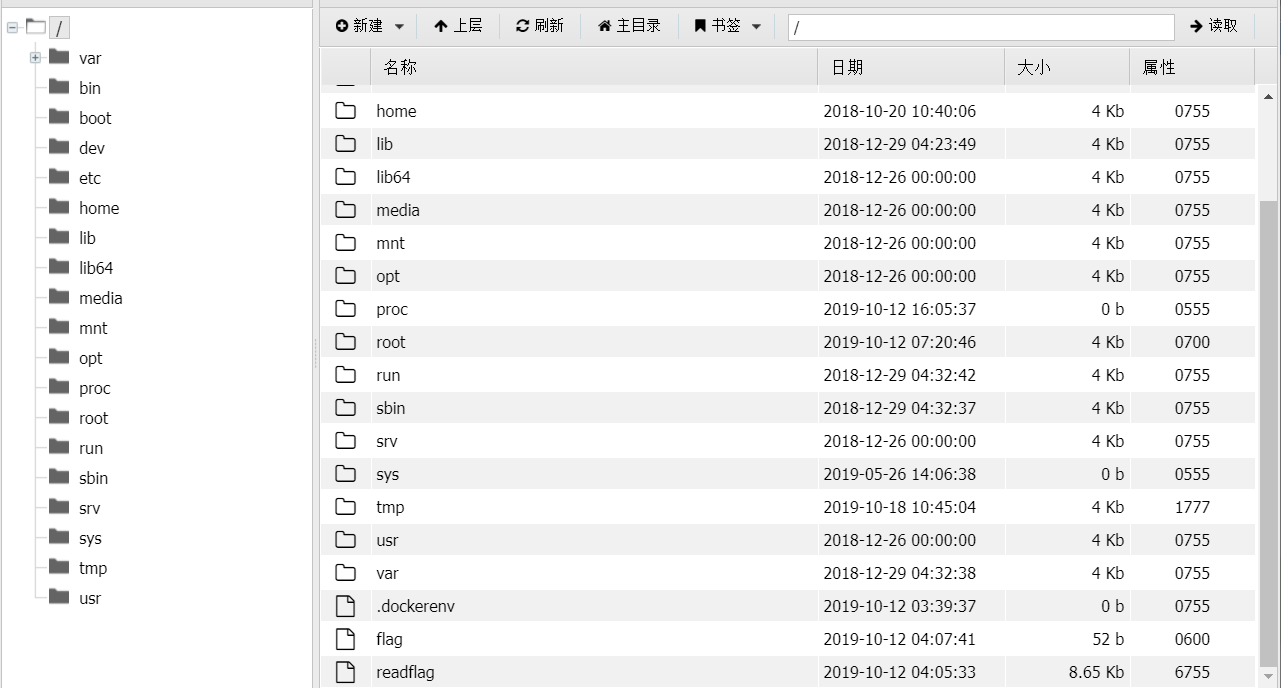 /
var
bin
boot
dev
etc
home
lib
lib64
media
mnt
opt
proc
root
run
sbin
srv
sys
tmp
usr
新建 上层 刷新 主目录 书签 / 读取
名称 日期 大小 属性
home 2018-10-20 10:40:06 4 Kb 0755
lib 2018-12-29 04:23:49 4 Kb 0755
lib64 2018-12-26 00:00:00 4 Kb 0755
media 2018-12-26 00:00:00 4 Kb 0755
mnt 2018-12-26 00:00:00 4 Kb 0755
opt 2018-12-26 00:00:00 4 Kb 0755
proc 2019-10-12 16:05:37 0 b 0555
root 2019-10-12 07:20:46 4 Kb 0700
run 2018-12-29 04:32:42 4 Kb 0755
sbin 2018-12-29 04:32:37 4 Kb 0755
srv 2018-12-26 00:00:00 4 Kb 0755
sys 2019-05-26 14:06:38 0 b 0555
tmp 2019-10-18 10:45:04 4 Kb 1777
usr 2018-12-26 00:00:00 4 Kb 0755
var 2018-12-29 04:32:38 4 Kb 0755
.dockerenv 2019-10-12 03:39:37 0 b 0755
flag 2019-10-12 04:07:41 52 b 0600
readflag 2019-10-12 04:05:33 8.65 Kb 6755